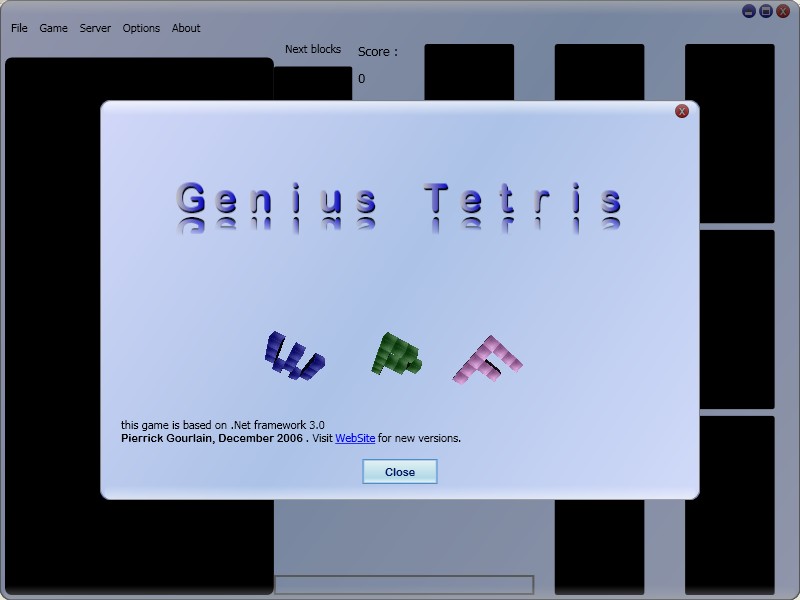 File Game Server Options About
Next blocks
Score :
0
X
Genius Tetris
W P F
this game is based on .Net framework 3.0
Pierrick Gourlain, December 2006 . Visit WebSite for new versions.
Close